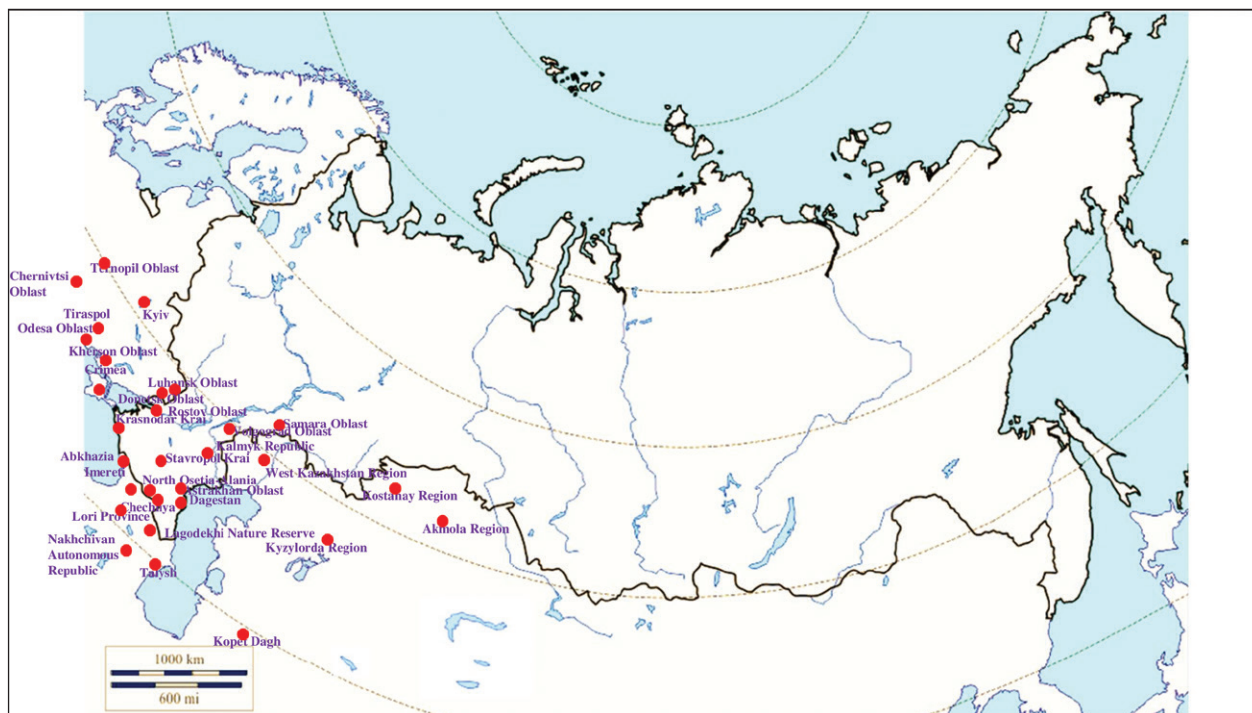 Ternopil Oblast
Chernivtsi
Oblast
Kyiv
Tiraspol
Odesa Oblast
Kherson Oblast
Crimea
Luhansk Oblast
Donetsk Oblast
Rostov Oblast
Krasnodar Krai
Samara Oblast
Volgograd Oblast
Kalmyk Republic
Abkhazia
Stavropol Krai
Imereti
West Kazakhstan Region
North Osetia-Alania
Astrakhan Oblast
Kostanay Region
Dagestan
Chechnya
Lori Province
Akmola Region
Lagodekhi Nature Reserve
Nakhchivan
Autonomous
Republic
Kyzylorda Region
Talysh
Kopet Dagh
1000 km
600 mi